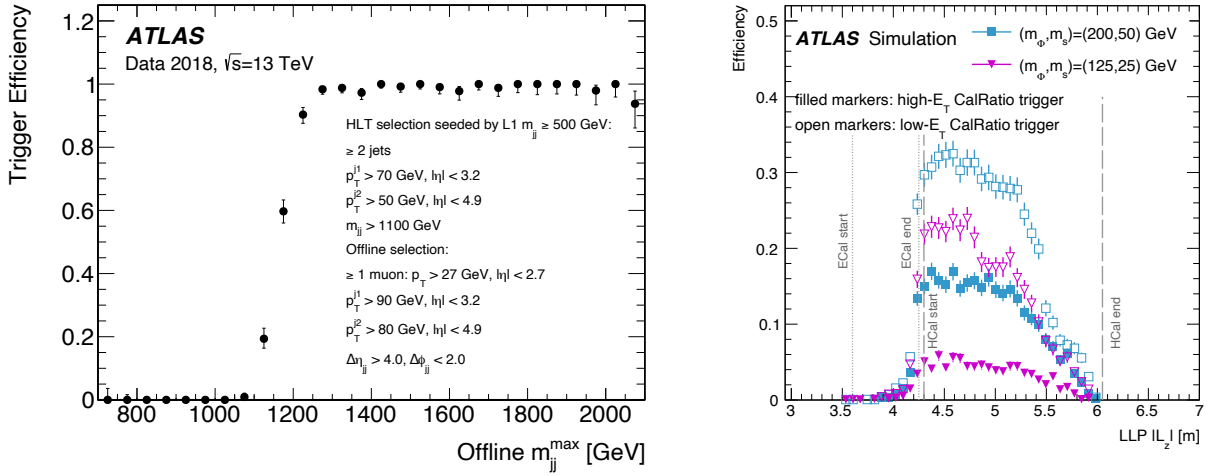 Trigger Efficiency
1.2
1
0.8
0.6
0.4
0.2
0
ATLAS
Data 2018, √s=13 TeV
HLT selection seeded by L1 m_jj ≥ 500 GeV:
≥ 2 jets
p_T^j1 > 70 GeV, |η| < 3.2
p_T^j2 > 50 GeV, |η| < 4.9
m_jj > 1100 GeV
Offline selection:
≥ 1 muon: p_T > 27 GeV, |η| < 2.7
p_T^j1 > 90 GeV, |η| < 3.2
p_T^j2 > 80 GeV, |η| < 4.9
Δη_jj > 4.0, Δϕ_jj < 2.0
800 1000 1200 1400 1600 1800 2000
Offline m_jj^max [GeV]
Efficiency
0.5
0.4
0.3
0.2
0.1
0
ATLAS Simulation
(m_Φ,m_s)=(200,50) GeV
(m_Φ,m_s)=(125,25) GeV
filled markers: high-E_T CalRatio trigger
open markers: low-E_T CalRatio trigger
ECal start
ECal end
HCal start
HCal end
3 3.5 4 4.5 5 5.5 6 6.5 7
LLP |L_z| [m]